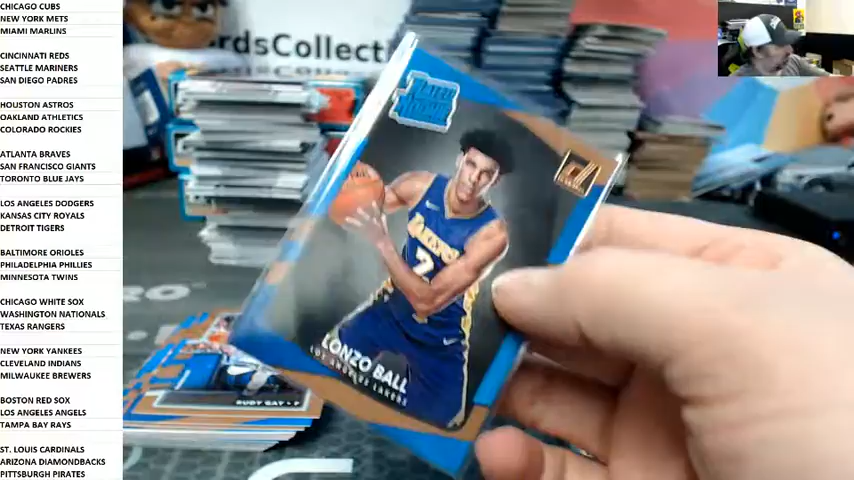 CHICAGO CUBS
NEW YORK METS
MIAMI MARLINS
CINCINNATI REDS
SEATTLE MARINERS
SAN DIEGO PADRES
HOUSTON ASTROS
OAKLAND ATHLETICS
COLORADO ROCKIES
ATLANTA BRAVES
SAN FRANCISCO GIANTS
TORONTO BLUE JAYS
LOS ANGELES DODGERS
KANSAS CITY ROYALS
DETROIT TIGERS
BALTIMORE ORIOLES
PHILADELPHIA PHILLIES
MINNESOTA TWINS
CHICAGO WHITE SOX
WASHINGTON NATIONALS
TEXAS RANGERS
NEW YORK YANKEES
CLEVELAND INDIANS
MILWAUKEE BREWERS
BOSTON RED SOX
LOS ANGELES ANGELS
TAMPA BAY RAYS
ST. LOUIS CARDINALS
ARIZONA DIAMONDBACKS
PITTSBURGH PIRATES
rdsCollect
LAKERS
2
LONZO BALL
LOS ANGELES LAKERS
RUDY GAY